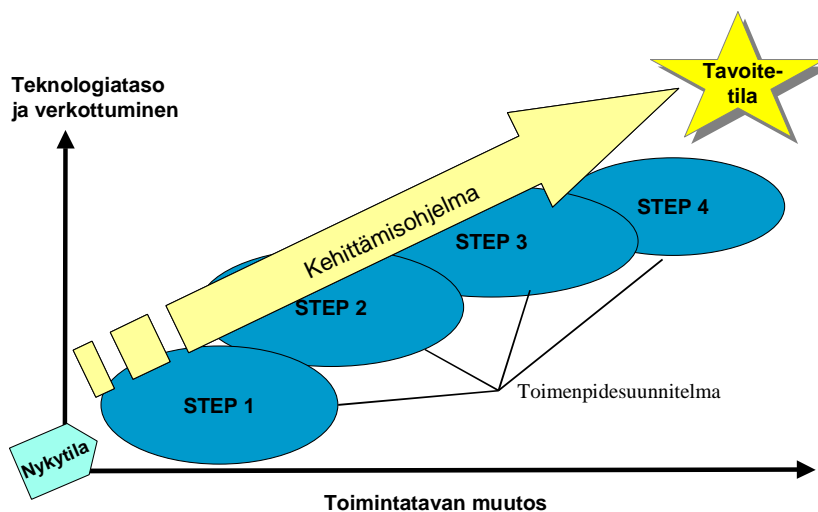 Tavoite-
tila
Teknologiataso
ja verkottuminen
Kehittämisohjelma
STEP 4
STEP 3
STEP 2
STEP 1
Toimenpidesuunnitelma
Nykytila
Toimintatavan muutos